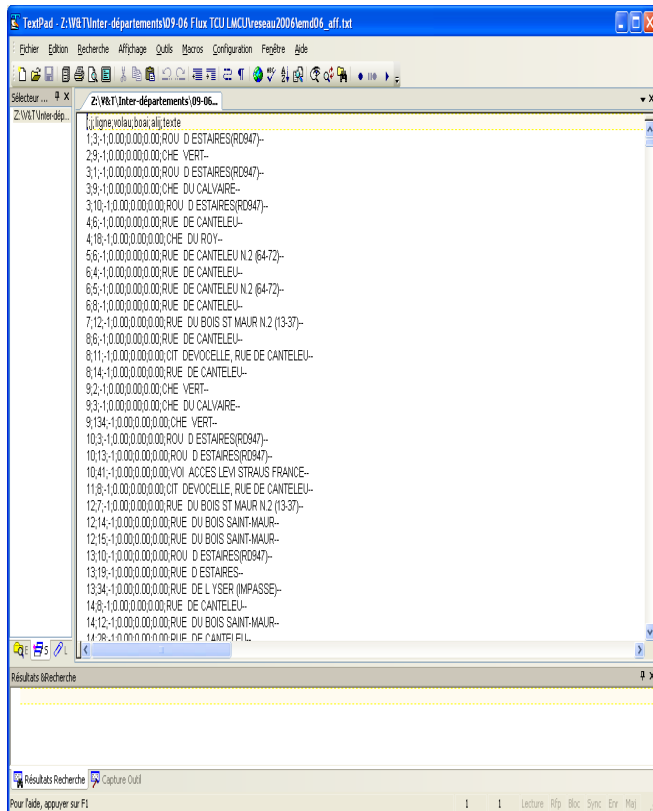 TextPad - Z:\V&T\Inter-départements\09-06 Flux TCU LMCU\reseau2006\emd06_aff.txt
Fichier Edition Recherche Affichage Outils Macros Configuration Fenêtre Aide
Sélecteur ...
Z:\V&T\Inter-dép...
Z:\V&T\Inter-départements\09-06...
i;j;ligne;volau;boai;alij;texte
1;3;-1;0.00;0.00;0.00;ROU D ESTAIRES(RD947)--
2;9;-1;0.00;0.00;0.00;CHE VERT--
3;1;-1;0.00;0.00;0.00;ROU D ESTAIRES(RD947)--
3;9;-1;0.00;0.00;0.00;CHE DU CALVAIRE--
3;10;-1;0.00;0.00;0.00;ROU D ESTAIRES(RD947)--
4;6;-1;0.00;0.00;0.00;RUE DE CANTELEU--
4;18;-1;0.00;0.00;0.00;CHE DU ROY--
5;6;-1;0.00;0.00;0.00;RUE DE CANTELEU N.2 (64-72)--
6;4;-1;0.00;0.00;0.00;RUE DE CANTELEU--
6;5;-1;0.00;0.00;0.00;RUE DE CANTELEU N.2 (64-72)--
6;8;-1;0.00;0.00;0.00;RUE DE CANTELEU--
7;12;-1;0.00;0.00;0.00;RUE DU BOIS ST MAUR N.2 (13-37)--
8;6;-1;0.00;0.00;0.00;RUE DE CANTELEU--
8;11;-1;0.00;0.00;0.00;CIT DEVOCELLE, RUE DE CANTELEU--
8;14;-1;0.00;0.00;0.00;RUE DE CANTELEU--
9;2;-1;0.00;0.00;0.00;CHE VERT--
9;3;-1;0.00;0.00;0.00;CHE DU CALVAIRE--
9;134;-1;0.00;0.00;0.00;CHE VERT--
10;3;-1;0.00;0.00;0.00;ROU D ESTAIRES(RD947)--
10;13;-1;0.00;0.00;0.00;ROU D ESTAIRES(RD947)--
10;41;-1;0.00;0.00;0.00;VOI ACCES LEVI STRAUS FRANCE--
11;8;-1;0.00;0.00;0.00;CIT DEVOCELLE, RUE DE CANTELEU--
12;7;-1;0.00;0.00;0.00;RUE DU BOIS ST MAUR N.2 (13-37)--
12;14;-1;0.00;0.00;0.00;RUE DU BOIS SAINT-MAUR--
12;15;-1;0.00;0.00;0.00;RUE DU BOIS SAINT-MAUR--
13;10;-1;0.00;0.00;0.00;ROU D ESTAIRES(RD947)--
13;19;-1;0.00;0.00;0.00;RUE D ESTAIRES--
13;34;-1;0.00;0.00;0.00;RUE DE L YSER (IMPASSE)--
14;8;-1;0.00;0.00;0.00;RUE DE CANTELEU--
14;12;-1;0.00;0.00;0.00;RUE DU BOIS SAINT-MAUR--
14;28;-1;0.00;0.00;0.00;RUE DE CANTELEU--
E S L
Résultats &Recherche
Résultats Recherche Capture Outil
Pour l'aide, appuyer sur F1 1 1 Lecture Rfp Bloc Sync Enr Maj